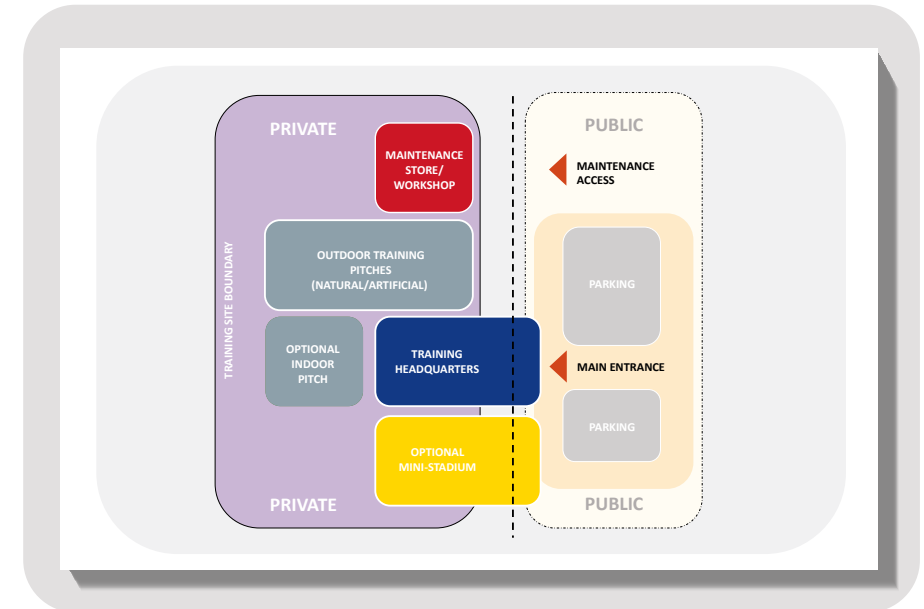 PRIVATE
PUBLIC
MAINTENANCE
STORE/
WORKSHOP
MAINTENANCE
ACCESS
TRAINING SITE BOUNDARY
OUTDOOR TRAINING
PITCHES
(NATURAL/ARTIFICIAL)
PARKING
OPTIONAL
INDOOR
PITCH
TRAINING
HEADQUARTERS
MAIN ENTRANCE
PARKING
OPTIONAL
MINI-STADIUM
PRIVATE
PUBLIC